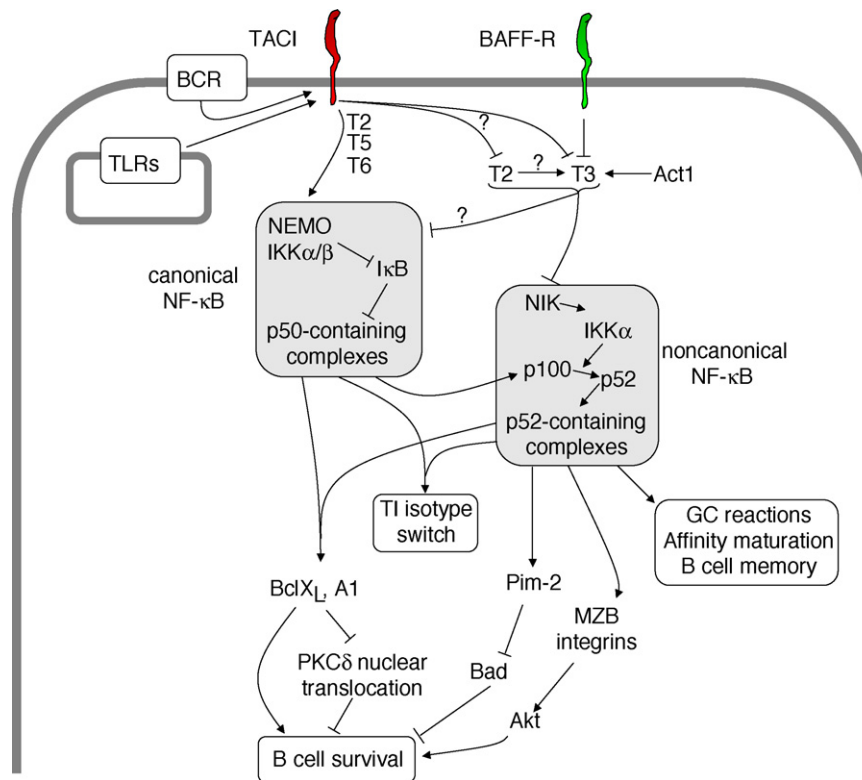 TACI
BAFF-R
BCR
TLRs
T2
T5
T6
?
?
T2
T3
Act1
?
NEMO
IKKα/β
IκB
p50-containing
complexes
canonical
NF-κB
NIK
IKKα
p100
p52
p52-containing
complexes
noncanonical
NF-κB
TI isotype
switch
GC reactions
Affinity maturation
B cell memory
BclXL, A1
Pim-2
MZB
integrins
PKCδ nuclear
translocation
Bad
Akt
B cell survival